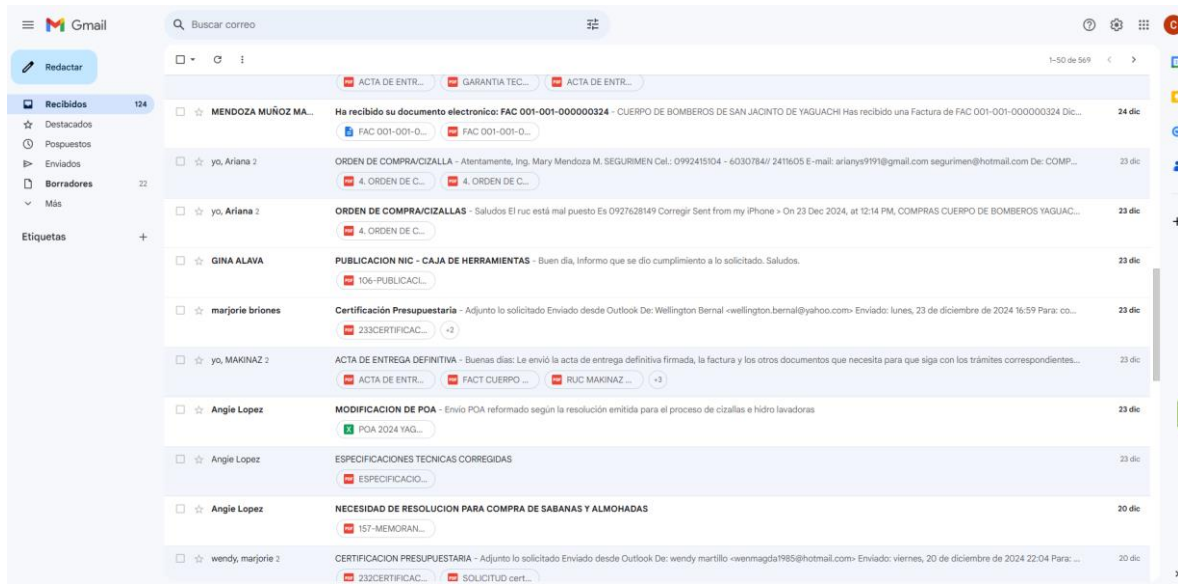 Gmail
Buscar correo
Redactar
1–50 de 569
Recibidos 124
Destacados
Pospuestos
Enviados
Borradores 22
Más
Etiquetas
ACTA DE ENTR... GARANTIA TEC... ACTA DE ENTR...
MENDOZA MUÑOZ MA... Ha recibido su documento electronico: FAC 001-001-000000324 - CUERPO DE BOMBEROS DE SAN JACINTO DE YAGUACHI Has recibido una Factura de FAC 001-001-000000324 Dic... 24 dic
FAC 001-001-0... FAC 001-001-0...
yo, Ariana 2 ORDEN DE COMPRA/CIZALLA - Atentamente, Ing. Mary Mendoza M. SEGURIMEN Cel.: 0992415104 - 6030784// 2411605 E-mail: arianys9191@gmail.com segurimen@hotmail.com De: COMP... 23 dic
4. ORDEN DE C... 4. ORDEN DE C...
yo, Ariana 2 ORDEN DE COMPRA/CIZALLAS - Saludos El ruc está mal puesto Es 0927628149 Corregir Sent from my iPhone > On 23 Dec 2024, at 12:14 PM, COMPRAS CUERPO DE BOMBEROS YAGUAC... 23 dic
4. ORDEN DE C...
GINA ALAVA PUBLICACION NIC - CAJA DE HERRAMIENTAS - Buen dia, Informo que se dio cumplimiento a lo solicitado. Saludos. 23 dic
106-PUBLICACI...
marjorie briones Certificación Presupuestaria - Adjunto lo solicitado Enviado desde Outlook De: Wellington Bernal <wellington.bernal@yahoo.com> Enviado: lunes, 23 de diciembre de 2024 16:59 Para: co... 23 dic
233CERTIFICAC... +2
yo, MAKINAZ 2 ACTA DE ENTREGA DEFINITIVA - Buenas días: Le envió la acta de entrega definitiva firmada, la factura y los otros documentos que necesita para que siga con los trámites correspondientes... 23 dic
ACTA DE ENTR... FACT CUERPO ... RUC MAKINAZ ... +3
Angie Lopez MODIFICACION DE POA - Envio POA reformado según la resolución emitida para el proceso de cizallas e hidro lavadoras 23 dic
POA 2024 YAG...
Angie Lopez ESPECIFICACIONES TECNICAS CORREGIDAS 23 dic
ESPECIFICACIO...
Angie Lopez NECESIDAD DE RESOLUCION PARA COMPRA DE SABANAS Y ALMOHADAS 20 dic
157-MEMORAN...
wendy, marjorie 2 CERTIFICACION PRESUPUESTARIA - Adjunto lo solicitado Enviado desde Outlook De: wendy martillo <wenmagda1985@hotmail.com> Enviado: viernes, 20 de diciembre de 2024 22:04 Para: ... 20 dic
232CERTIFICAC... SOLICITUD cert...